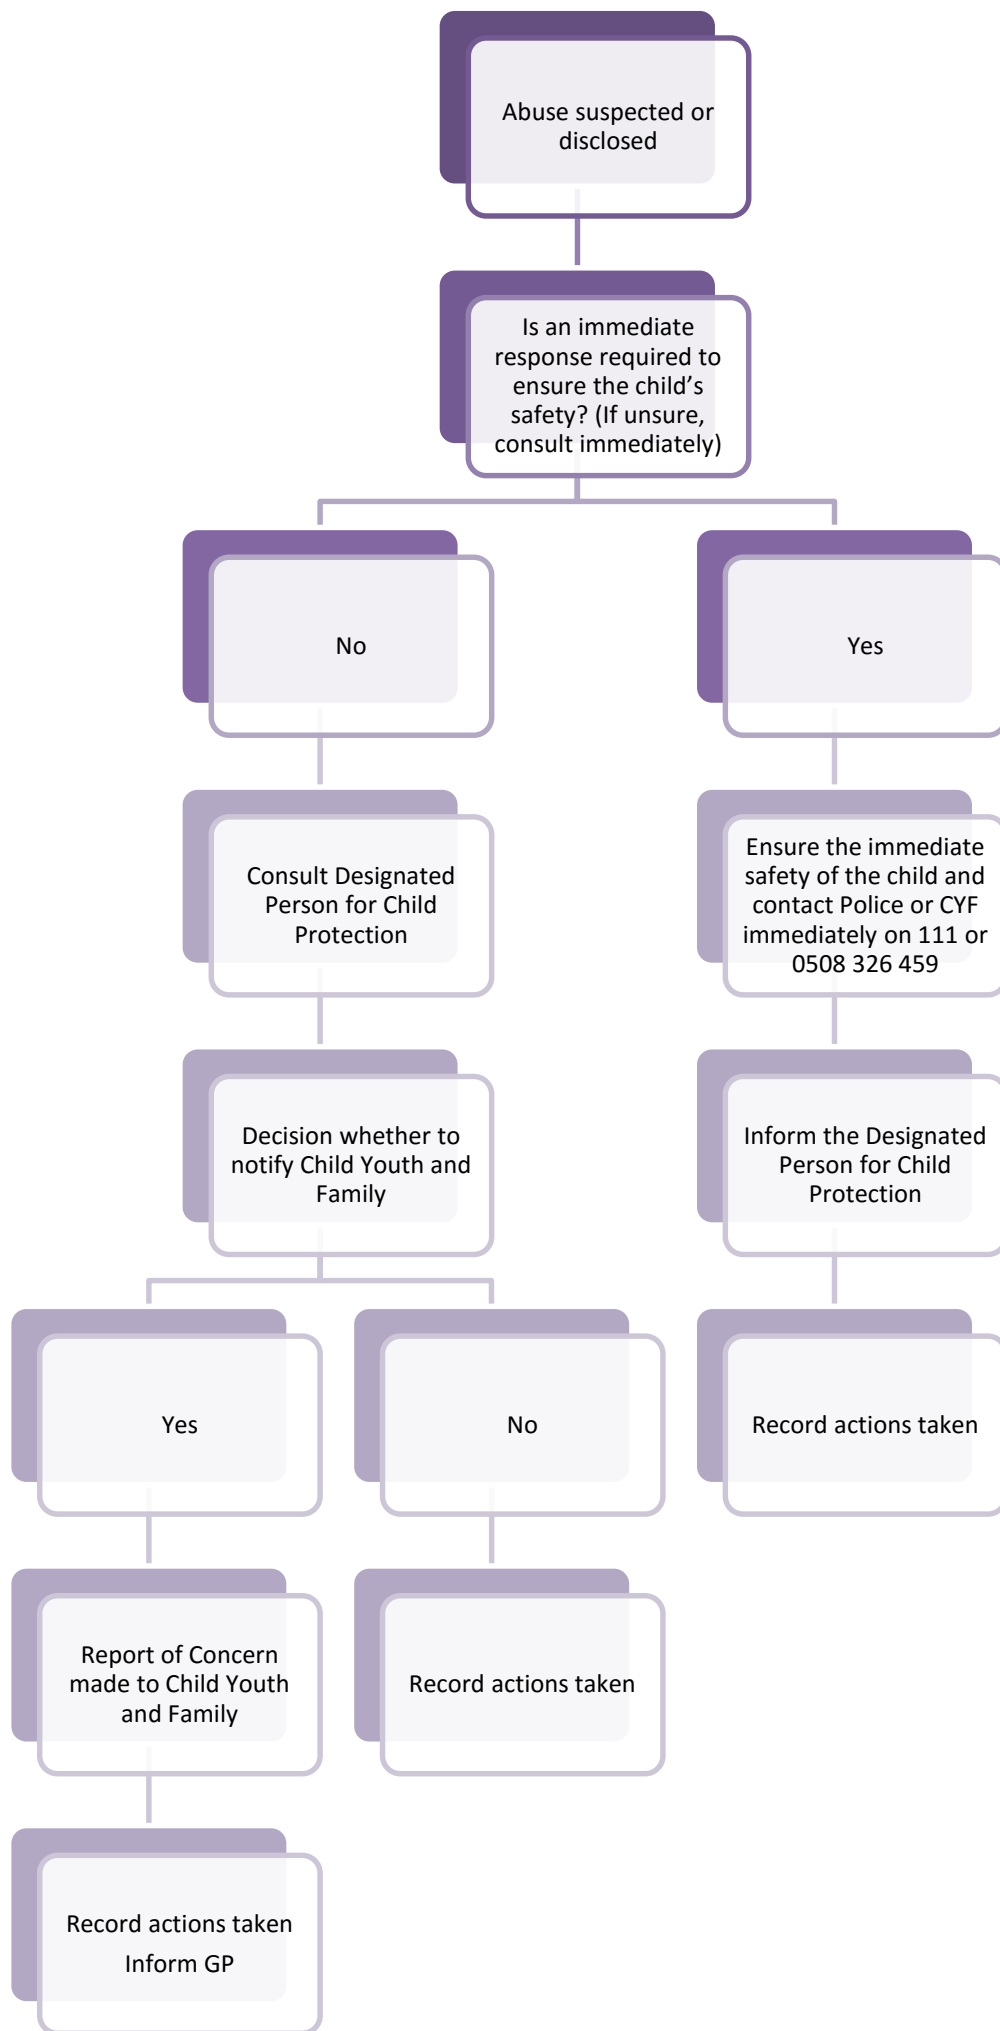 Abuse suspected or
disclosed
Is an immediate
response required to
ensure the child’s
safety? (If unsure,
consult immediately)
No
Yes
Consult Designated
Person for Child
Protection
Ensure the immediate
safety of the child and
contact Police or CYF
immediately on 111 or
0508 326 459
Decision whether to
notify Child Youth and
Family
Inform the Designated
Person for Child
Protection
Yes
No
Record actions taken
Report of Concern
made to Child Youth
and Family
Record actions taken
Record actions taken
Inform GP